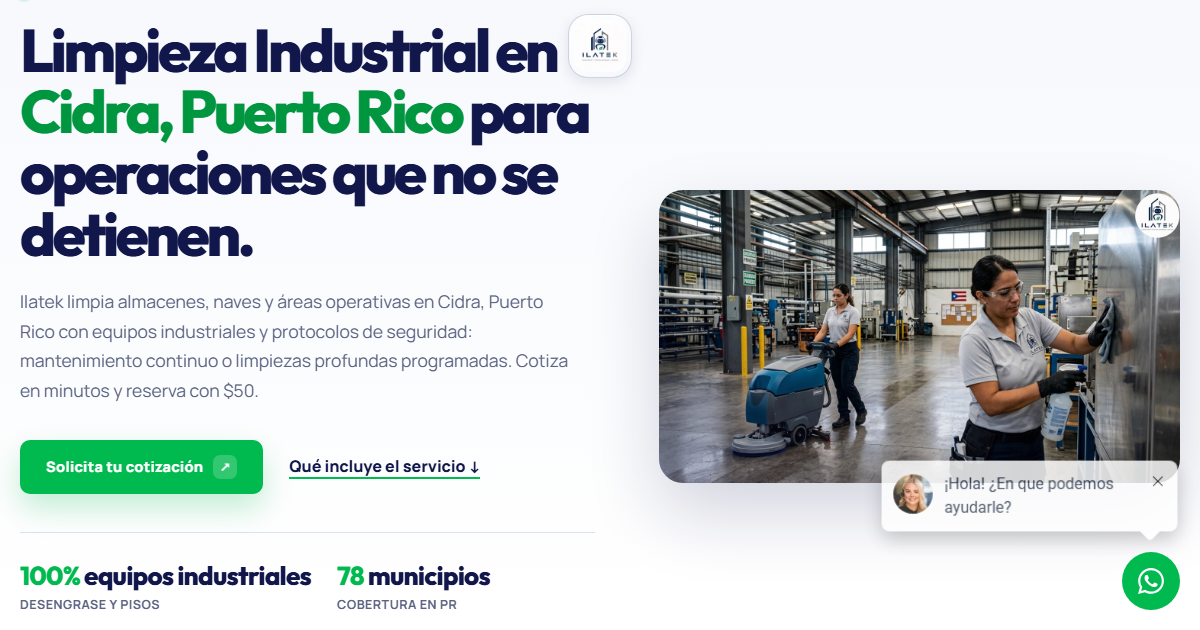 Limpieza Industrial en
ILATEK
Cidra, Puerto Rico para
operaciones que no se
detienen.
Ilatek limpia almacenes, naves y áreas operativas en Cidra, Puerto
Rico con equipos industriales y protocolos de seguridad:
mantenimiento continuo o limpiezas profundas programadas. Cotiza
en minutos y reserva con $50.
Solicita tu cotización ↗
Qué incluye el servicio ↓
100% equipos industriales
DESENGRASE Y PISOS
78 municipios
COBERTURA EN PR
ILATEK
¡Hola! ¿En que podemos
ayudarle?